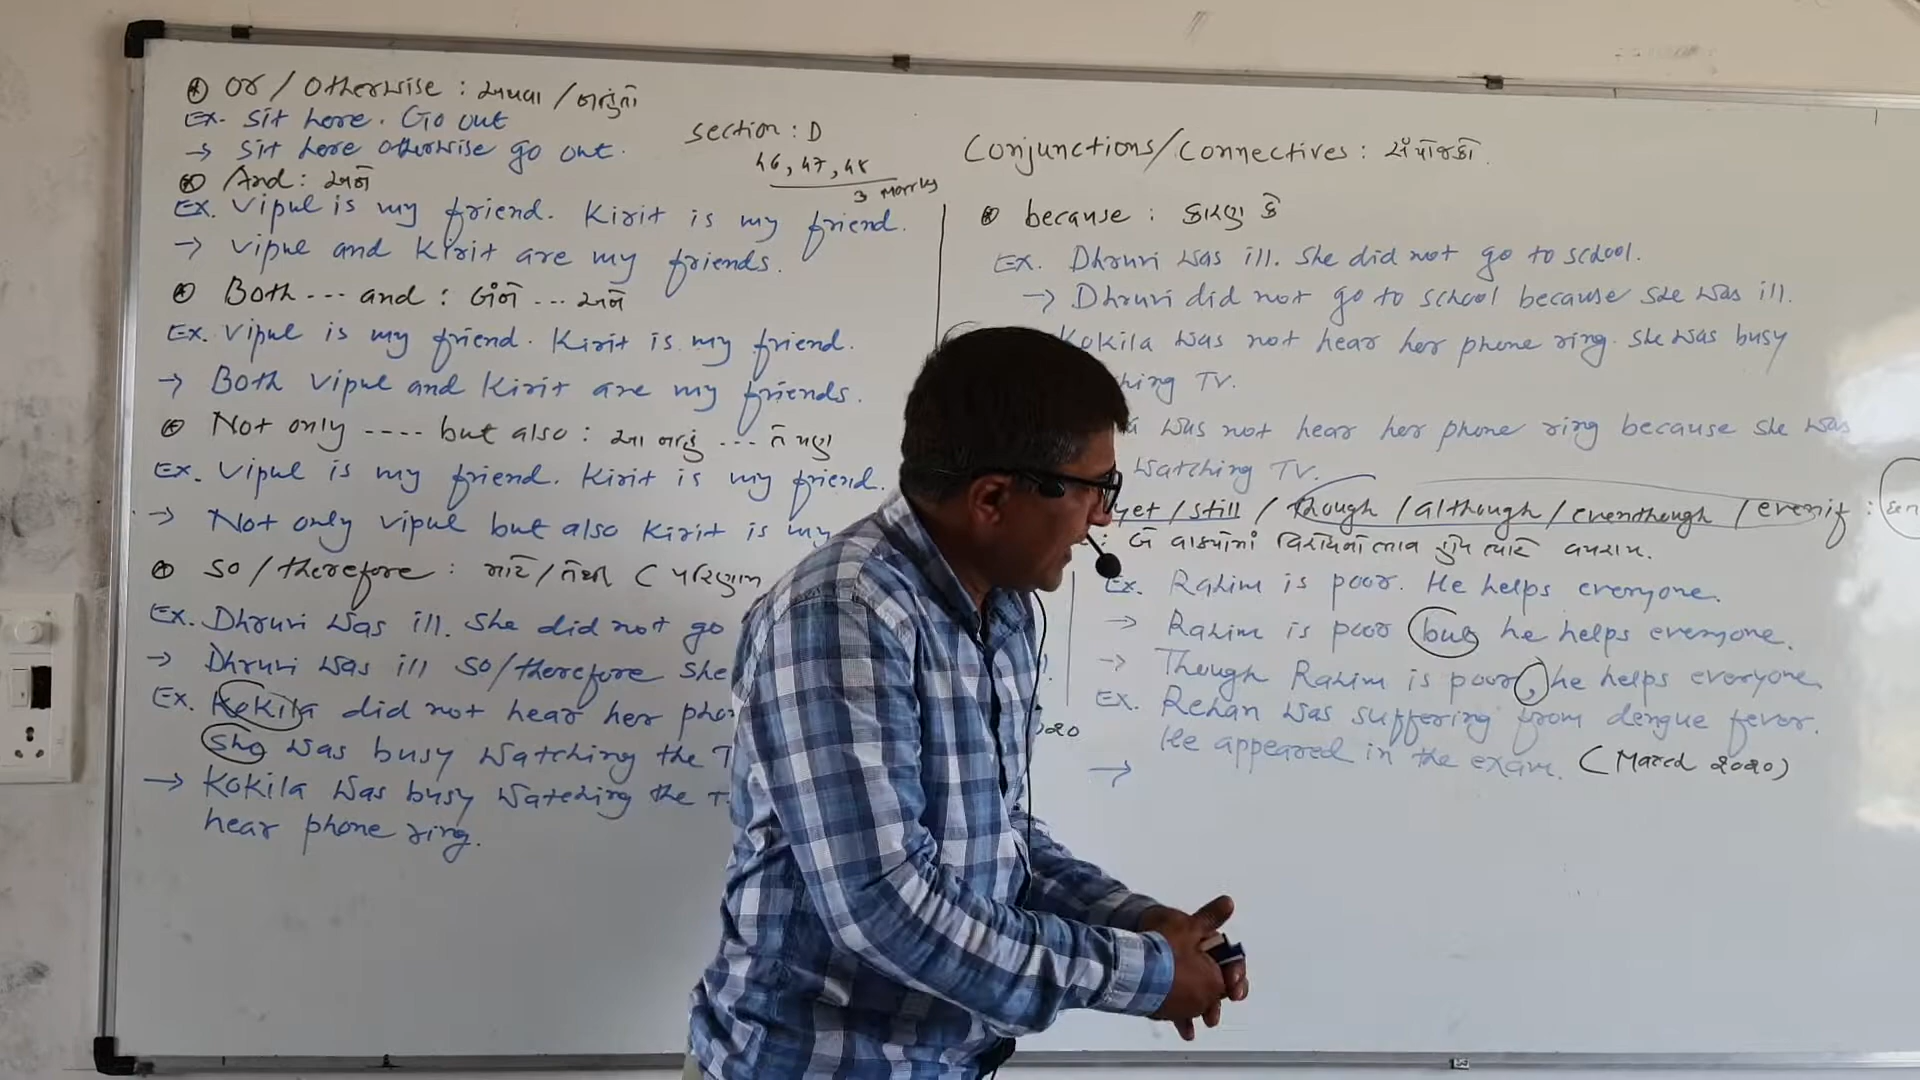 or / otherwise : અથવા / નહીંતો
Ex. Sit here. Go out
→ Sit here otherwise go out.
And : અને
Ex. Vipul is my friend. Kirit is my friend.
→ Vipul and Kirit are my friends.
Both --- and : બંને --- અને
Ex. Vipul is my friend. Kirit is my friend.
→ Both Vipul and Kirit are my friends.
Not only ---- but also : આ નહીં --- તે પણ
Ex. Vipul is my friend. Kirit is my friend.
→ Not only Vipul but also Kirit is my
so / therefore : માટે / તેથી ( પરિણામ
Ex. Dhruvi was ill. She did not go
→ Dhruvi was ill so/therefore she
Ex. Kokila did not hear her pho
She was busy watching the T
→ Kokila was busy watching the T.
hear phone ring.
Section : D
46, 47, 48
3 Marks
Conjunctions/Connectives : સંયોજકો.
because : કારણ કે
Ex. Dhruvi was ill. She did not go to school.
→ Dhruvi did not go to school because she was ill.
Kokila was not hear her phone ring. She was busy
ching TV.
a was not hear her phone ring because she was
watching TV.
yet / still / though / although / eventhough / evenif :
: બે વાક્યોમાં વિરોધનો ભાવ હોય ત્યારે વપરાય.
Ex. Rahim is poor. He helps everyone.
→ Rahim is poor but he helps everyone.
→ Though Rahim is poor, he helps everyone.
Ex. Rehan was suffering from dengue fever.
He appeared in the exam. (March 2020)
→